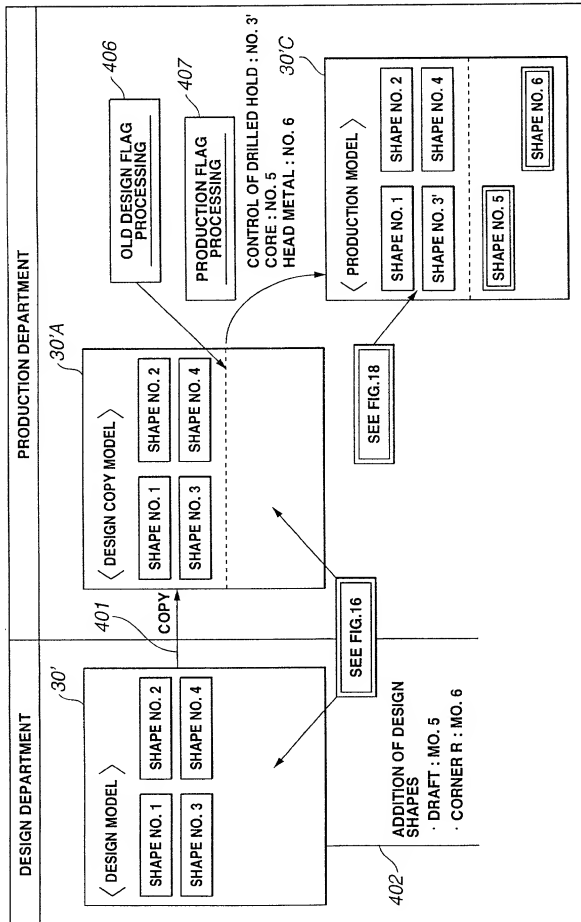 DESIGN DEPARTMENT
PRODUCTION DEPARTMENT
30'
< DESIGN MODEL >
SHAPE NO. 1
SHAPE NO. 2
SHAPE NO. 3
SHAPE NO. 4
401
COPY
30'A
< DESIGN COPY MODEL >
SHAPE NO. 1
SHAPE NO. 2
SHAPE NO. 3
SHAPE NO. 4
406
OLD DESIGN FLAG
PROCESSING
407
PRODUCTION FLAG
PROCESSING
CONTROL OF DRILLED HOLD : NO. 3'
CORE : NO. 5
HEAD METAL : NO. 6
30'C
< PRODUCTION MODEL >
SHAPE NO. 1
SHAPE NO. 2
SHAPE NO. 3'
SHAPE NO. 4
SHAPE NO. 5
SHAPE NO. 6
SEE FIG.16
SEE FIG.18
402
ADDITION OF DESIGN
SHAPES
· DRAFT : MO. 5
· CORNER R : MO. 6